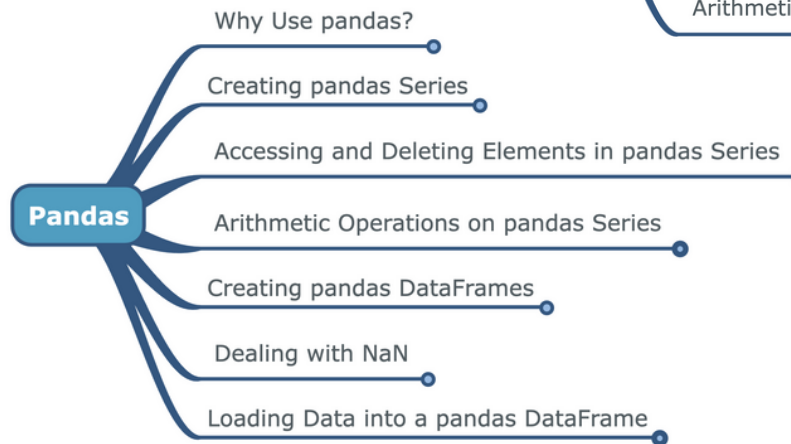 Why Use pandas?
Arithmeti
Creating pandas Series
Accessing and Deleting Elements in pandas Series
Pandas
Arithmetic Operations on pandas Series
Creating pandas DataFrames
Dealing with NaN
Loading Data into a pandas DataFrame